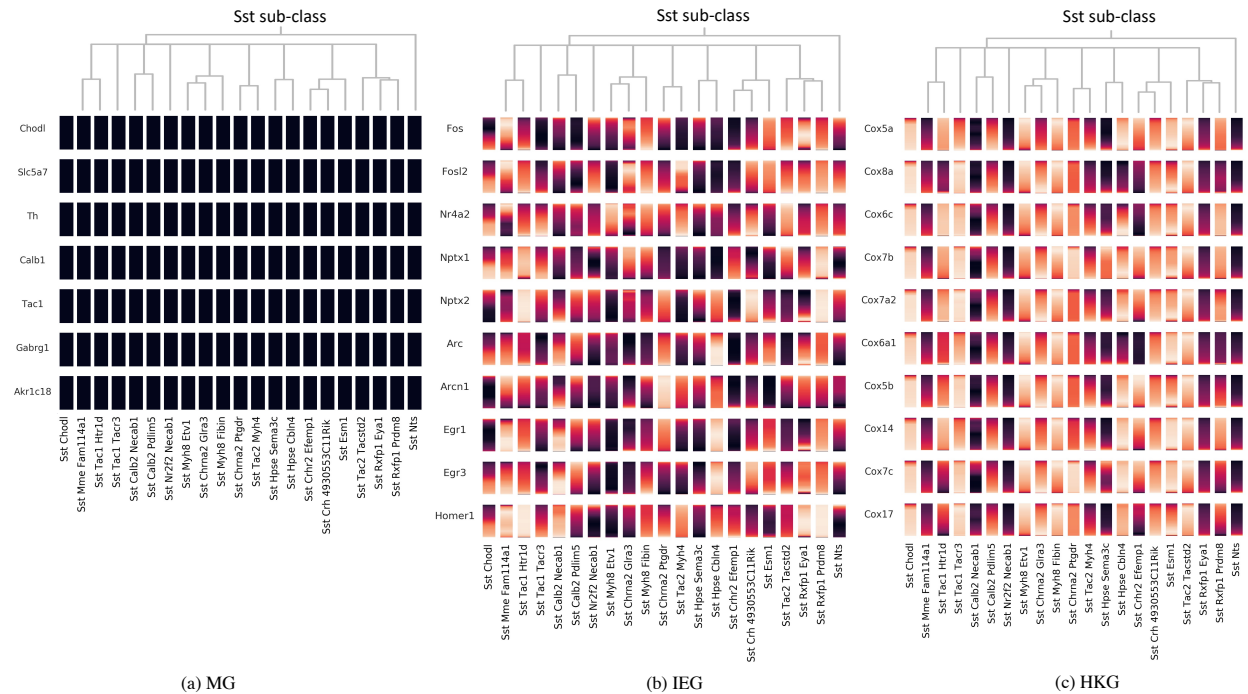 Sst sub-class
Chodl
Slc5a7
Th
Calb1
Tac1
Gabrg1
Akr1c18
Sst Chodl
Sst Mme Fam114a1
Sst Tac1 Htr1d
Sst Tac1 Tacr3
Sst Calb2 Necab1
Sst Calb2 Pdlim5
Sst Nr2f2 Necab1
Sst Myh8 Etv1
Sst Chrna2 Glra3
Sst Myh8 Fibin
Sst Chrna2 Ptgdr
Sst Tac2 Myh4
Sst Hpse Sema3c
Sst Hpse Cbln4
Sst Crhr2 Efemp1
Sst Crh 4930553C11Rik
Sst Esm1
Sst Tac2 Tacstd2
Sst Rxfp1 Eya1
Sst Rxfp1 Prdm8
Sst Nts
(a) MG
Sst sub-class
Fos
Fosl2
Nr4a2
Nptx1
Nptx2
Arc
Arcn1
Egr1
Egr3
Homer1
Sst Chodl
Sst Mme Fam114a1
Sst Tac1 Htr1d
Sst Tac1 Tacr3
Sst Calb2 Necab1
Sst Calb2 Pdlim5
Sst Nr2f2 Necab1
Sst Myh8 Etv1
Sst Chrna2 Glra3
Sst Myh8 Fibin
Sst Chrna2 Ptgdr
Sst Tac2 Myh4
Sst Hpse Sema3c
Sst Hpse Cbln4
Sst Crhr2 Efemp1
Sst Crh 4930553C11Rik
Sst Esm1
Sst Tac2 Tacstd2
Sst Rxfp1 Eya1
Sst Rxfp1 Prdm8
Sst Nts
(b) IEG
Sst sub-class
Cox5a
Cox8a
Cox6c
Cox7b
Cox7a2
Cox6a1
Cox5b
Cox14
Cox7c
Cox17
Sst Chodl
Sst Mme Fam114a1
Sst Tac1 Htr1d
Sst Tac1 Tacr3
Sst Calb2 Necab1
Sst Calb2 Pdlim5
Sst Nr2f2 Necab1
Sst Myh8 Etv1
Sst Chrna2 Glra3
Sst Myh8 Fibin
Sst Chrna2 Ptgdr
Sst Tac2 Myh4
Sst Hpse Sema3c
Sst Hpse Cbln4
Sst Crhr2 Efemp1
Sst Crh 4930553C11Rik
Sst Esm1
Sst Tac2 Tacstd2
Sst Rxfp1 Eya1
Sst Rxfp1 Prdm8
Sst Nts
(c) HKG